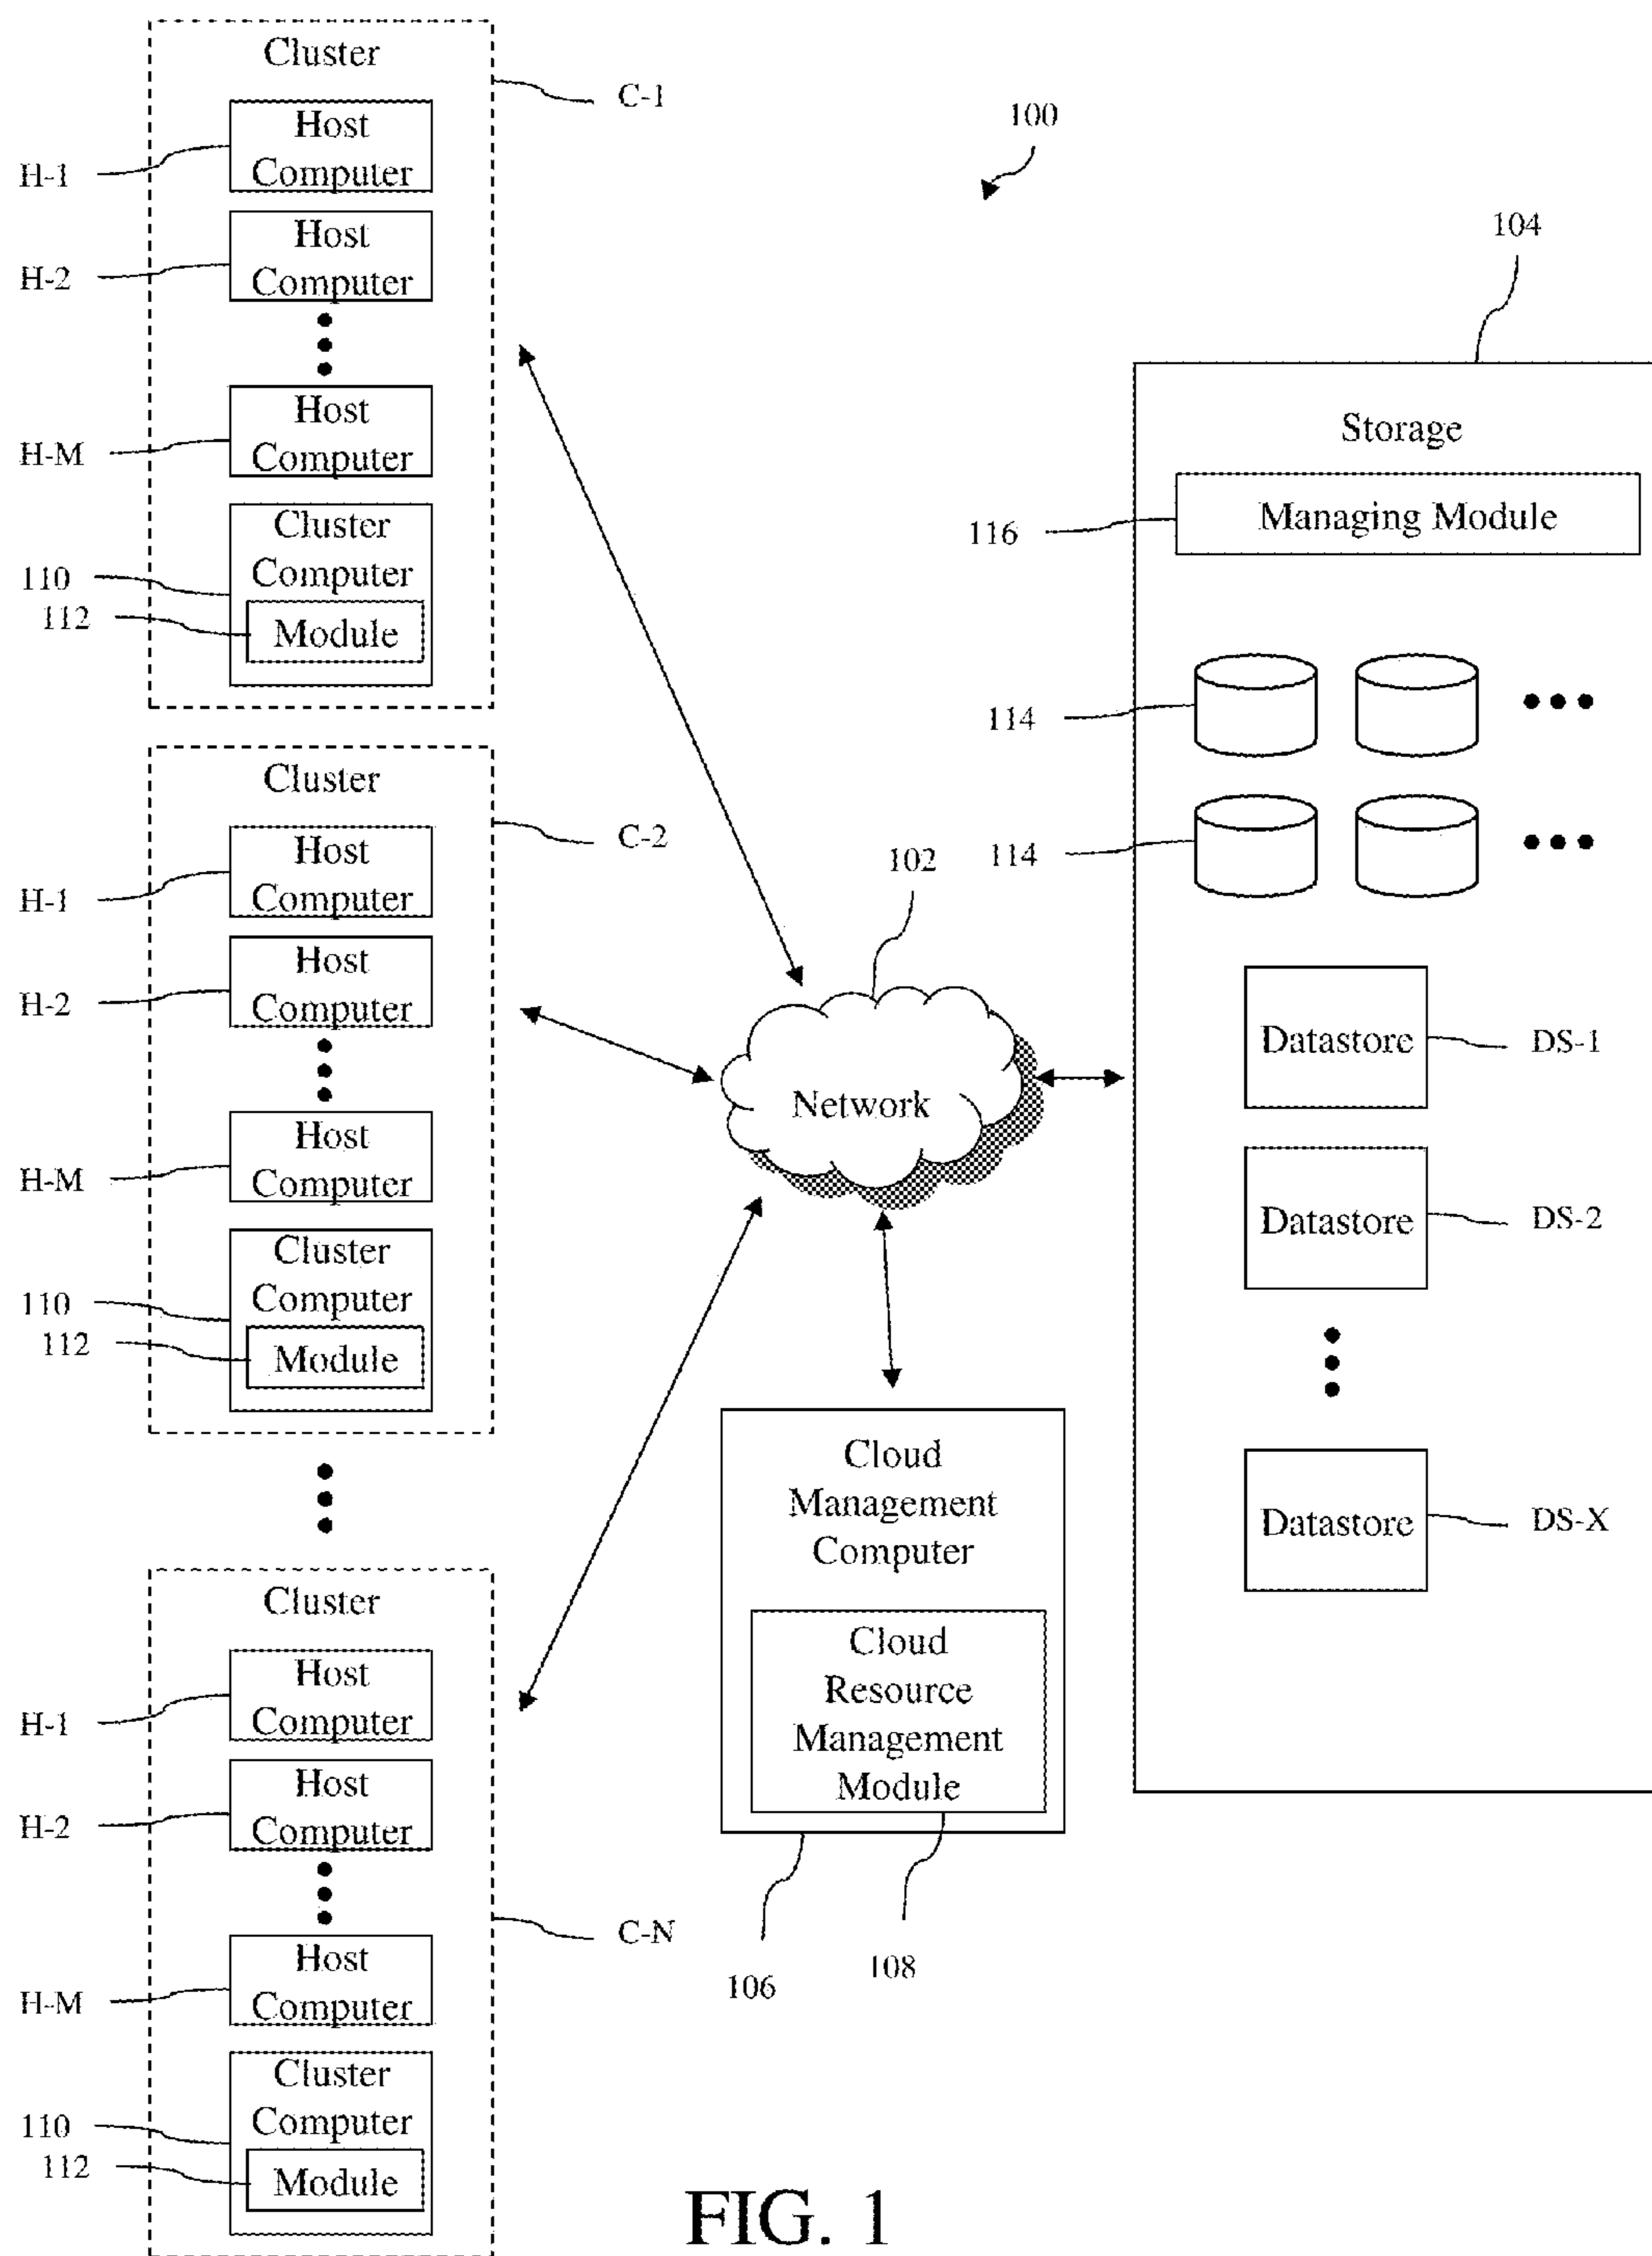 Cluster
C-1
Host
Computer
H-1
Host
Computer
H-2
Host
Computer
H-M
Cluster
Computer
110
Module
112
Cluster
C-2
Host
Computer
H-1
Host
Computer
H-2
Host
Computer
H-M
Cluster
Computer
110
Module
112
Cluster
Host
Computer
H-1
Host
Computer
H-2
C-N
Host
Computer
H-M
Cluster
Computer
110
Module
112
100
102
Network
Cloud
Management
Computer
Cloud
Resource
Management
Module
106
108
104
Storage
Managing Module
116
114
114
Datastore
DS-1
Datastore
DS-2
Datastore
DS-X
FIG. 1